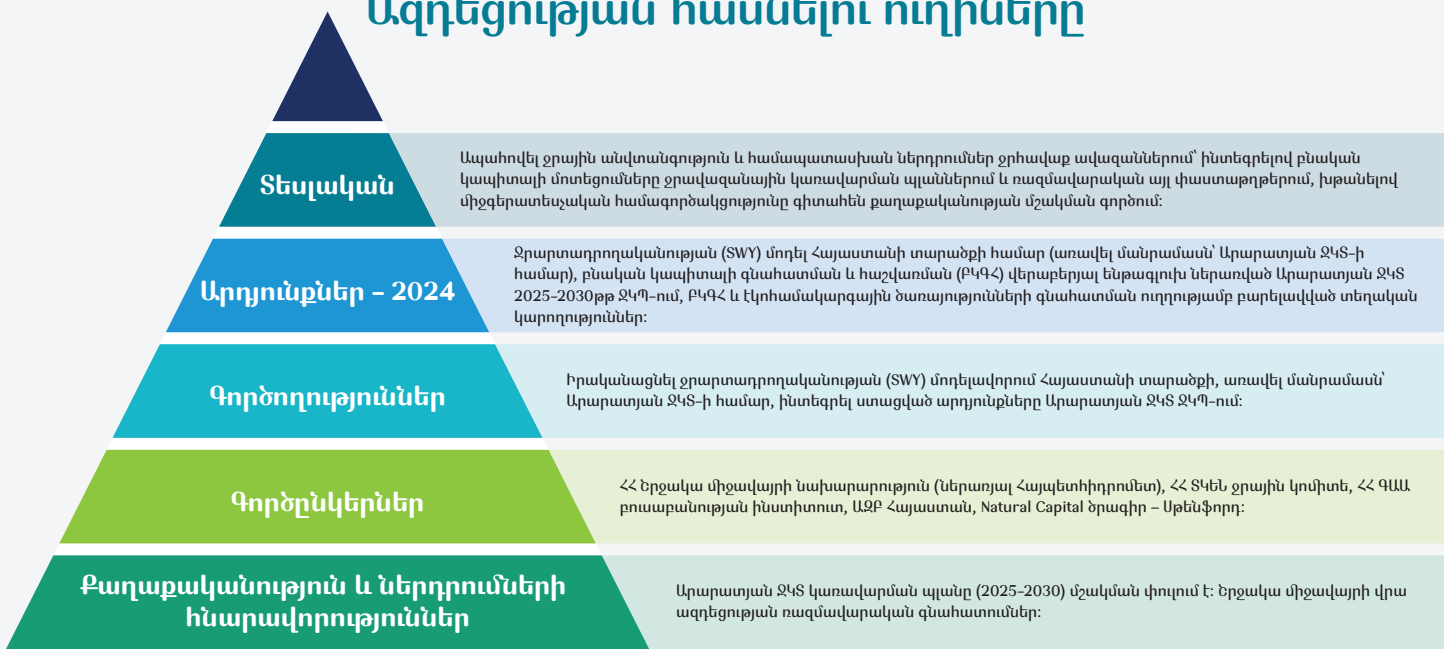 Ազդեցության հասնելու ուղիները
Տեսլական
Ապահովել ջրային անվտանգություն և համապատասխան ներդրումներ ջրհավաք ավազաններում՝ ինտեգրելով բնական
կապիտալի մոտեցումները ջրավազանային կառավարման պլաններում և ռազմավարական այլ փաստաթղթերում, խթանելով
միջգերատեսչական համագործակցությունը գիտահեն քաղաքականության մշակման գործում:
Արդյունքներ – 2024
Ջրարտադրողականության (SWY) մոդել Հայաստանի տարածքի համար (առավել մանրամասն՝ Արարատյան ՋԿՏ-ի
համար), բնական կապիտալի գնահատման և հաշվառման (ԲԿԳՀ) վերաբերյալ ենթագլուխ ներառված Արարատյան ՋԿՏ
2025-2030թթ ՋԿՊ-ում, ԲԿԳՀ և էկոհամակարգային ծառայությունների գնահատման ուղղությամբ բարելավված տեղական
կարողություններ:
Գործողություններ
Իրականացնել ջրարտադրողականության (SWY) մոդելավորում Հայաստանի տարածքի, առավել մանրամասն՝
Արարատյան ՋԿՏ-ի համար, ինտեգրել ստացված արդյունքները Արարատյան ՋԿՏ ՋԿՊ-ում:
Գործընկերներ
ՀՀ Շրջակա միջավայրի նախարարություն (ներառյալ Հայպետհիդրոմետ), ՀՀ ՏԿԵՆ ջրային կոմիտե, ՀՀ ԳԱԱ
բուսաբանության ինստիտուտ, ԱԶԲ Հայաստան, Natural Capital ծրագիր – Սթենֆորդ:
Քաղաքականություն և ներդրումների
հնարավորություններ
Արարատյան ՋԿՏ կառավարման պլանը (2025-2030) մշակման փուլում է: Շրջակա միջավայրի վրա
ազդեցության ռազմավարական գնահատումներ: